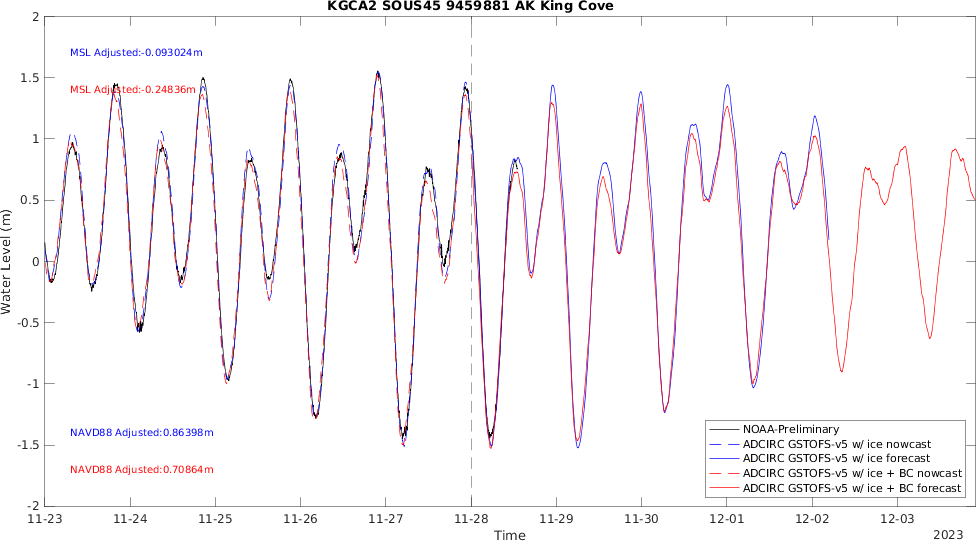 KGCA2 SOUS45 9459881 AK King Cove
2
1.5
1
0.5
0
-0.5
-1
-1.5
-2
Water Level (m)
MSL Adjusted:-0.093024m
MSL Adjusted:-0.24836m
NAVD88 Adjusted:0.86398m
NAVD88 Adjusted:0.70864m
NOAA-Preliminary
ADCIRC GSTOFS-v5 w/ ice nowcast
ADCIRC GSTOFS-v5 w/ ice forecast
ADCIRC GSTOFS-v5 w/ ice + BC nowcast
ADCIRC GSTOFS-v5 w/ ice + BC forecast
11-23 11-24 11-25 11-26 11-27 11-28 11-29 11-30 12-01 12-02 12-03
Time
2023